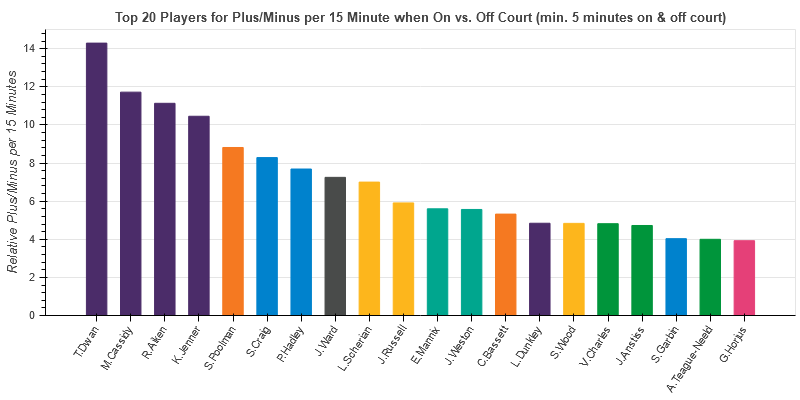 Top 20 Players for Plus/Minus per 15 Minute when On vs. Off Court (min. 5 minutes on & off court)
Relative Plus/Minus per 15 Minutes
14
12
10
8
6
4
2
0
T.Dwan
M.Cassidy
R.Aiken
K.Jenner
S.Poolman
S.Craig
P.Hadley
J.Ward
L.Scherian
J.Russell
E.Mannix
J.Weston
C.Bassett
L.Dunkley
S.Wood
V.Charles
J.Anstiss
S.Garbin
A.Teague-Neeld
G.Horjus